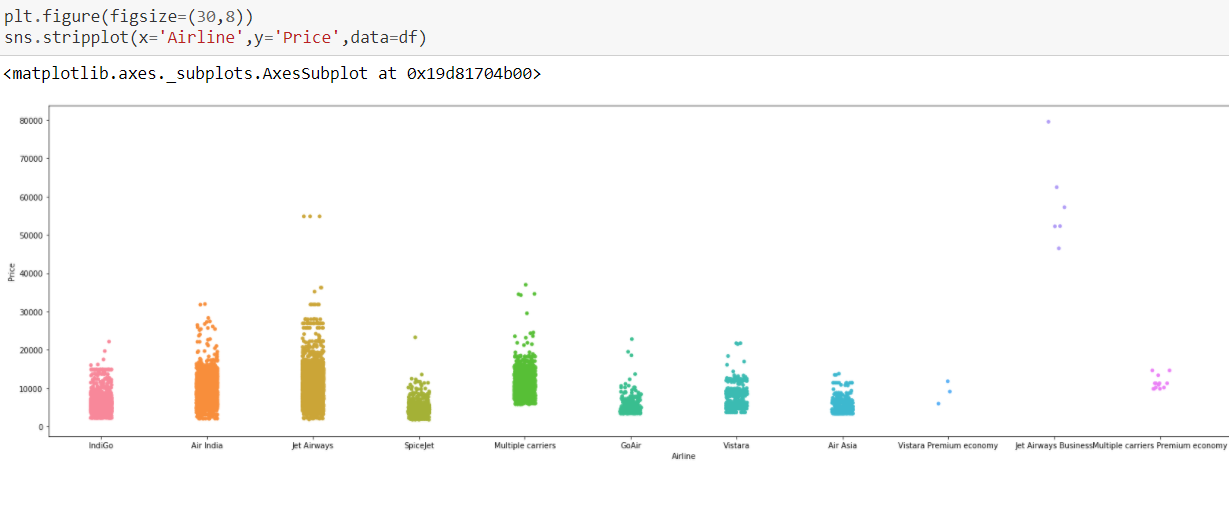 plt.figure(figsize=(30,8))
sns.stripplot(x='Airline',y='Price',data=df)
<matplotlib.axes._subplots.AxesSubplot at 0x19d81704b00>
80000
70000
60000
50000
40000
30000
20000
10000
0
Price
IndiGo Air India Jet Airways SpiceJet Multiple carriers GoAir Vistara Air Asia Vistara Premium economy Jet Airways Business Multiple carriers Premium economy
Airline